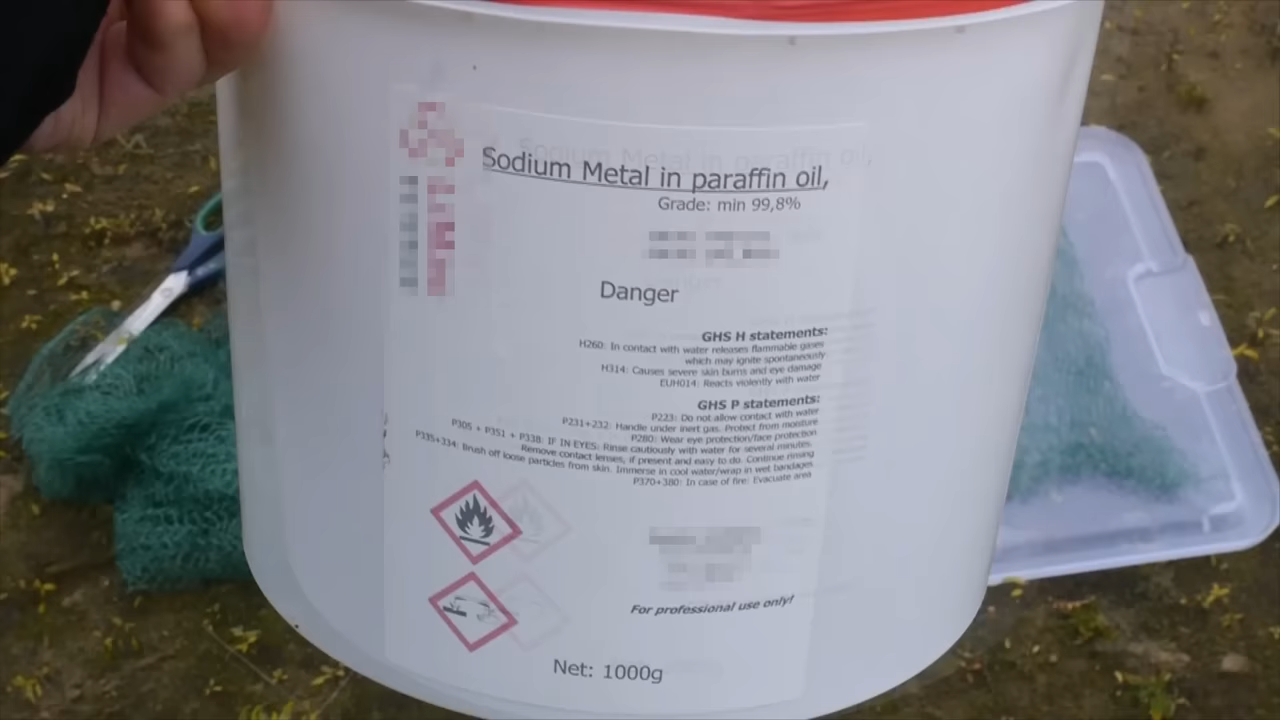 Sodium Metal in paraffin oil,
Grade: min 99,8%
Danger
GHS H statements:
H260: In contact with water releases flammable gases
which may ignite spontaneously
H314: Causes severe skin burns and eye damage
EUH014: Reacts violently with water
GHS P statements:
P223: Do not allow contact with water
P231+232: Handle under inert gas. Protect from moisture
P280: Wear eye protection/face protection
P305 + P351 + P338: IF IN EYES: Rinse cautiously with water for several minutes.
Remove contact lenses, if present and easy to do. Continue rinsing
P335+334: Brush off loose particles from skin. Immerse in cool water/wrap in wet bandages
P370+380: In case of fire: Evacuate area
For professional use only!
Net: 1000g